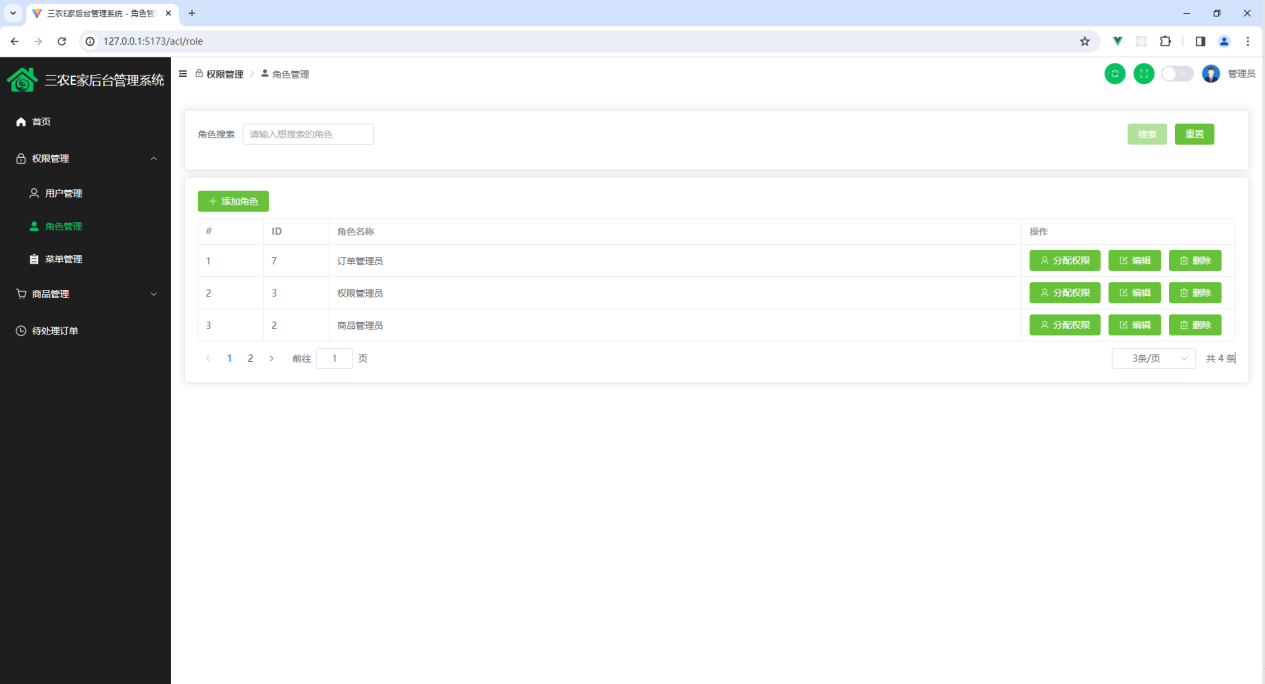 三农E家后台管理系统 - 角色管
127.0.0.1:5173/acl/role
三农E家后台管理系统
权限管理 > 角色管理
管理员
首页
权限管理
用户管理
角色管理
菜单管理
商品管理
待处理订单
角色搜索 请输入想搜索的角色 搜索 重置
+ 添加角色
# ID 角色名称 操作
1 7 订单管理员 分配权限 编辑 删除
2 3 权限管理员 分配权限 编辑 删除
3 2 商品管理员 分配权限 编辑 删除
< 1 2 > 前往 1 页 3条/页 共 4 条